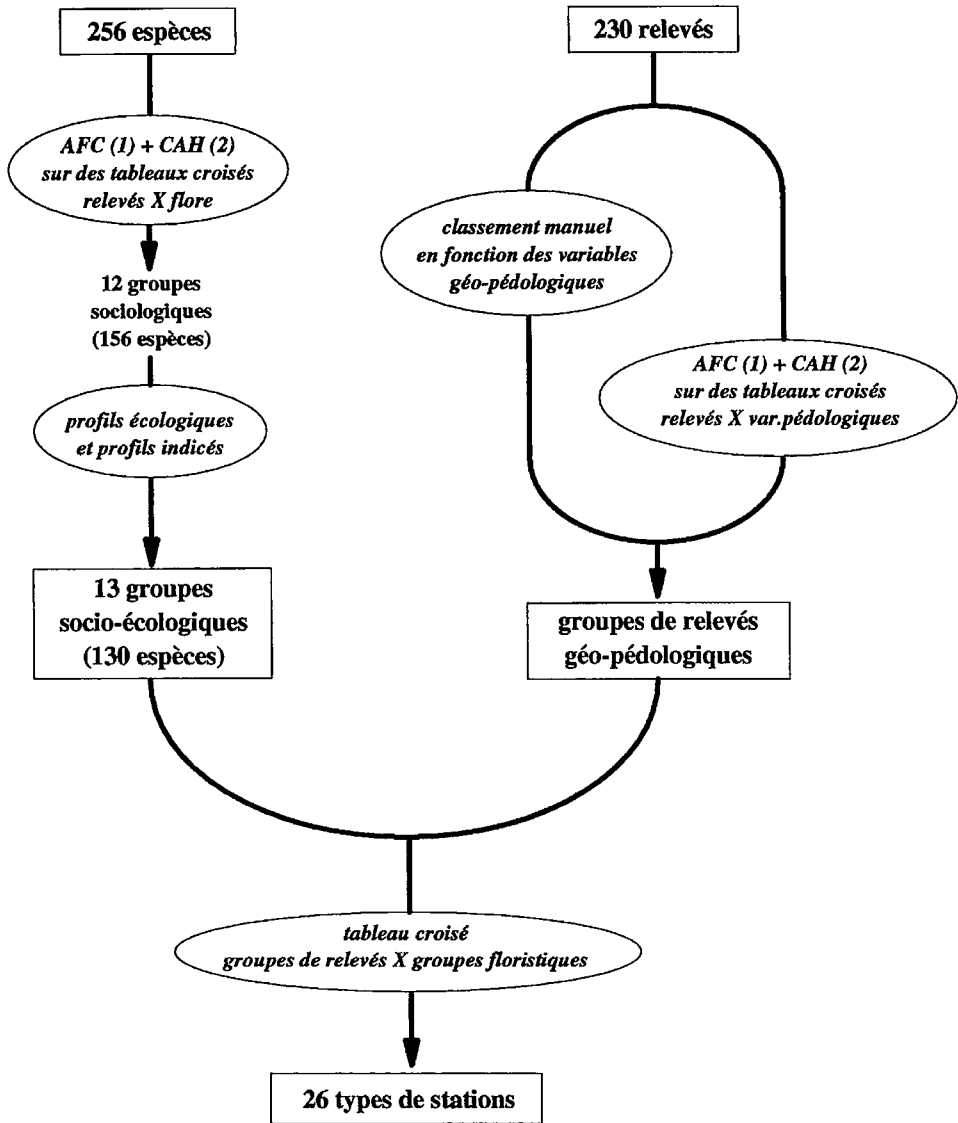 256 espèces
230 relevés
AFC (1) + CAH (2)
sur des tableaux croisés
relevés X flore
classement manuel
en fonction des variables
géo-pédologiques
12 groupes
sociologiques
(156 espèces)
AFC (1) + CAH (2)
sur des tableaux croisés
relevés X var.pédologiques
profils écologiques
et profils indicés
13 groupes
socio-écologiques
(130 espèces)
groupes de relevés
géo-pédologiques
tableau croisé
groupes de relevés X groupes floristiques
26 types de stations